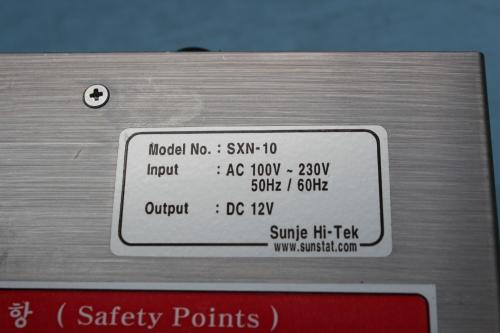 Model No. : SXN-10
Input : AC 100V ~ 230V
50Hz / 60Hz
Output : DC 12V
Sunje Hi-Tek
www.sunstat.com
항 ( Safety Points )